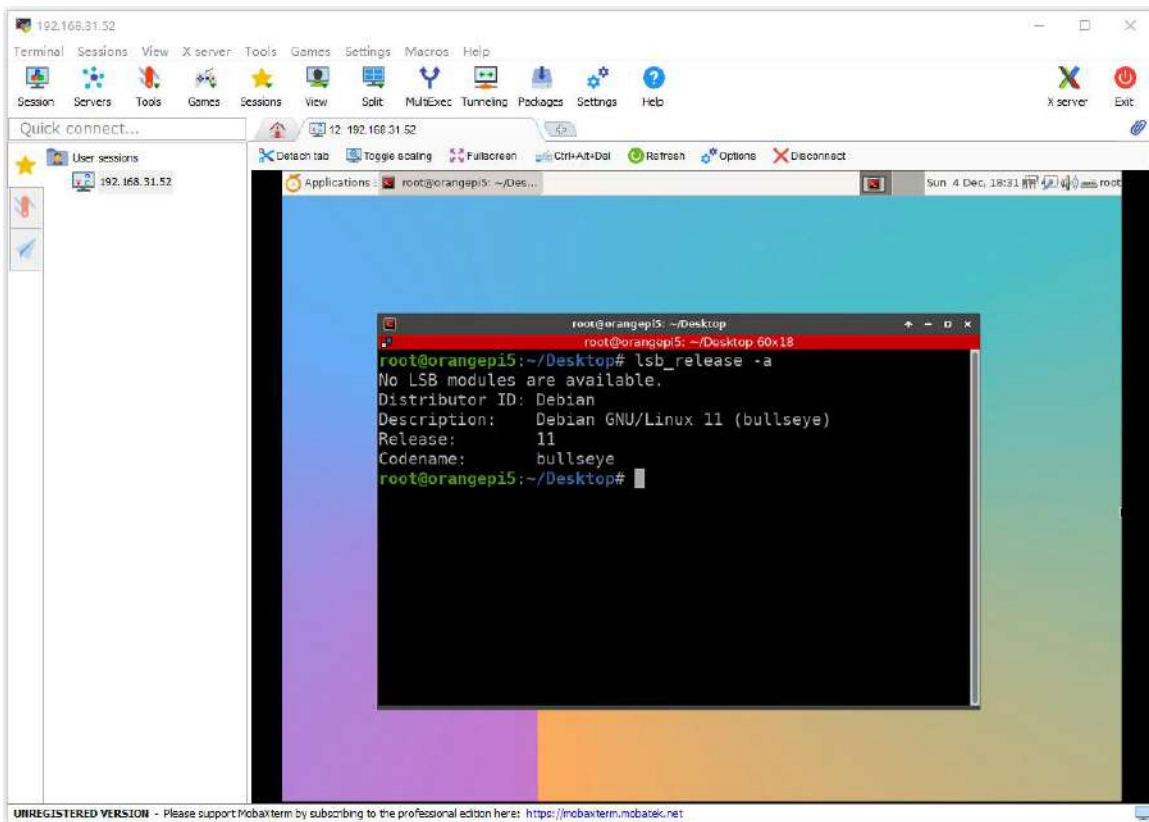 192.168.31.52
Terminal Sessions View X server Tools Games Settings Macros Help
Session Servers Tools Games Sessions View Split MultiExec Tunneling Packages Settings Help X server Exit
Quick connect...
12 192.168.31.52
User sessions
192.168.31.52
Detach tab Toggle scaling Fullscreen Ctrl+Alt+Del Refresh Options Disconnect
Applications : root@orangepi5: ~/Des... Sun 4 Dec, 18:31 root
root@orangepi5: ~/Desktop
root@orangepi5: ~/Desktop 60x18
root@orangepi5:~/Desktop# lsb_release -a
No LSB modules are available.
Distributor ID: Debian
Description: Debian GNU/Linux 11 (bullseye)
Release: 11
Codename: bullseye
root@orangepi5:~/Desktop#
UNREGISTERED VERSION - Please support MobaXterm by subscribing to the professional edition here: https://mobaxterm.mobatek.net